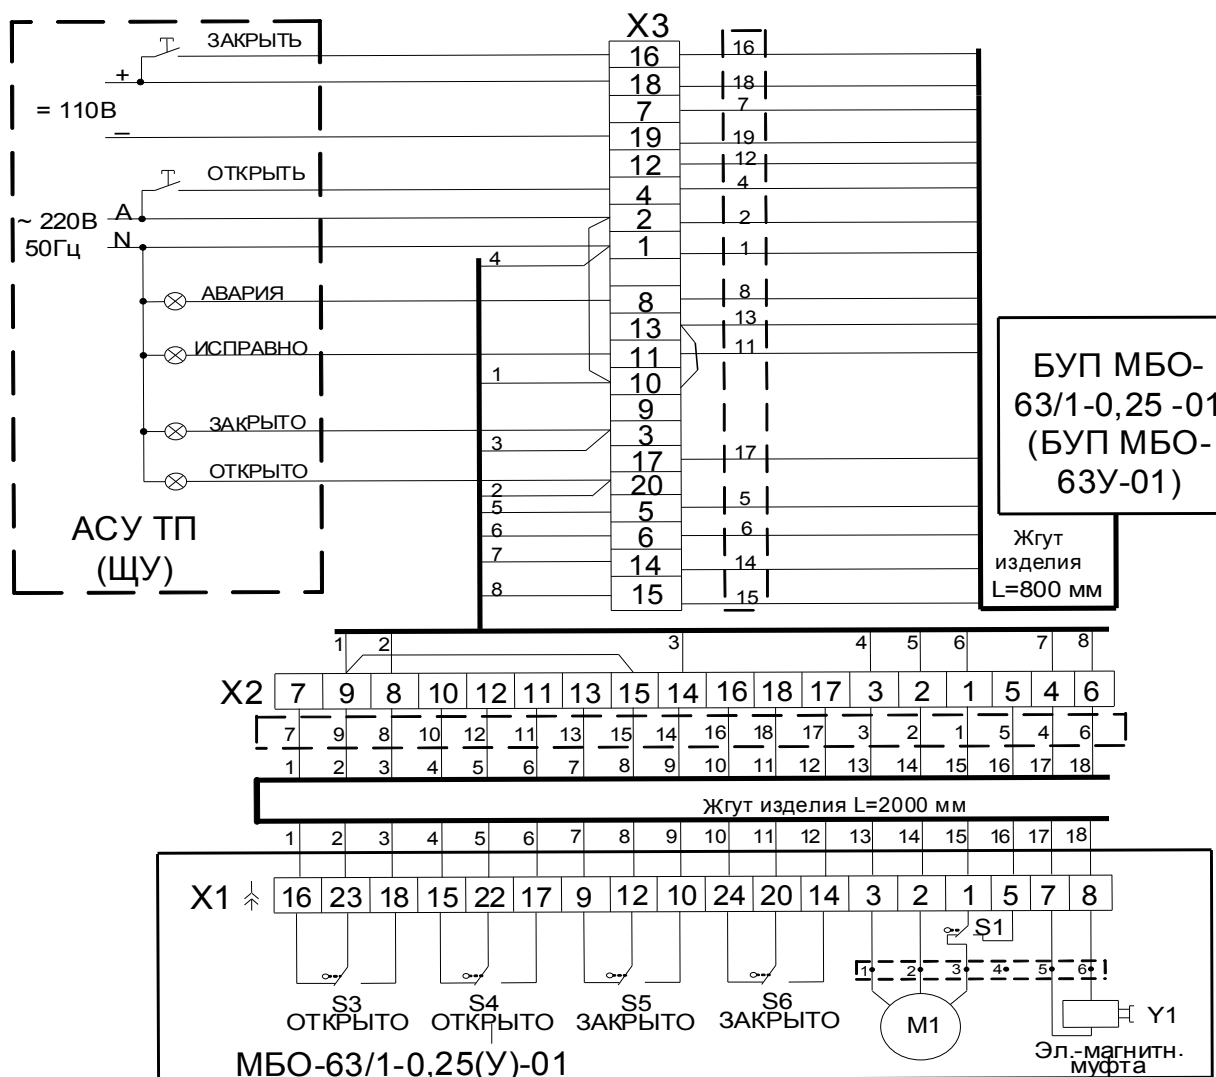 ЗАКРЫТЬ
+
= 110В
–
ОТКРЫТЬ
~ 220В
50Гц
A
N
АВАРИЯ
ИСПРАВНО
ЗАКРЫТО
ОТКРЫТО
АСУ ТП
(ЩУ)
X3
16
18
7
19
12
4
2
1
8
13
11
10
9
3
17
20
5
6
14
15
16
18
7
19
12
4
2
1
8
13
11
17
5
6
14
15
4
1
3
2
5
6
7
8
БУП МБО-
63/1-0,25 -01
(БУП МБО-
63У-01)
Жгут
изделия
L=800 мм
1 2 3 4 5 6 7 8
X2 7 9 8 10 12 11 13 15 14 16 18 17 3 2 1 5 4 6
7 9 8 10 12 11 13 15 14 16 18 17 3 2 1 5 4 6
1 2 3 4 5 6 7 8 9 10 11 12 13 14 15 16 17 18
Жгут изделия L=2000 мм
1 2 3 4 5 6 7 8 9 10 11 12 13 14 15 16 17 18
X1 16 23 18 15 22 17 9 12 10 24 20 14 3 2 1 5 7 8
S1
1 2 3 4 5 6
S3
ОТКРЫТО
S4
ОТКРЫТО
S5
ЗАКРЫТО
S6
ЗАКРЫТО
М1
Y1
Эл.-магнитн.
муфта
МБО-63/1-0,25(У)-01